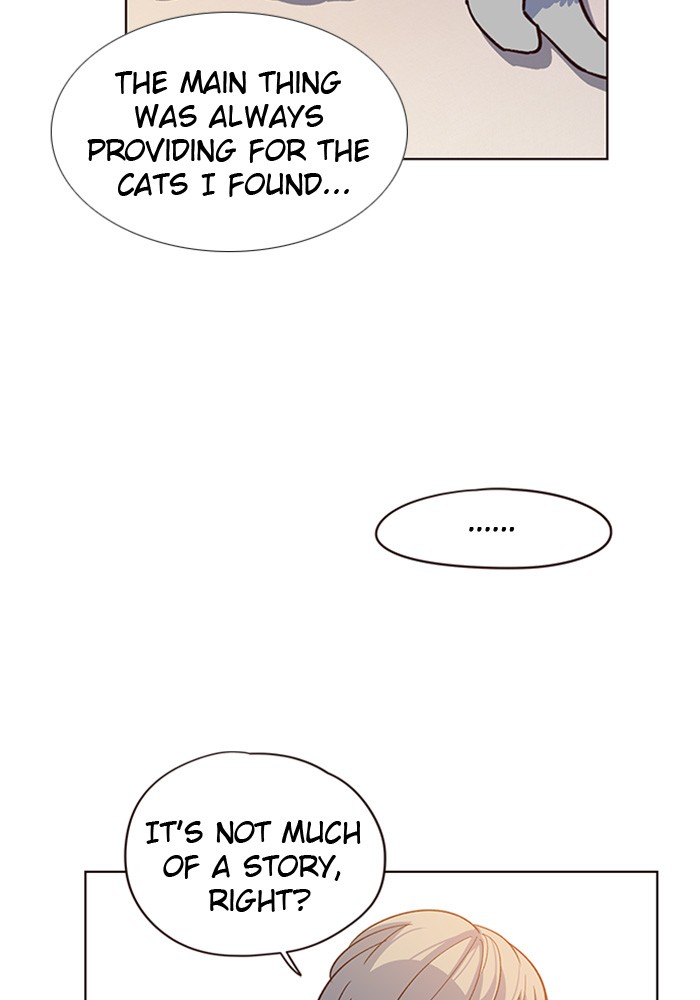 THE MAIN THING
WAS ALWAYS
PROVIDING FOR THE
CATS I FOUND...
......
IT'S NOT MUCH
OF A STORY,
RIGHT?